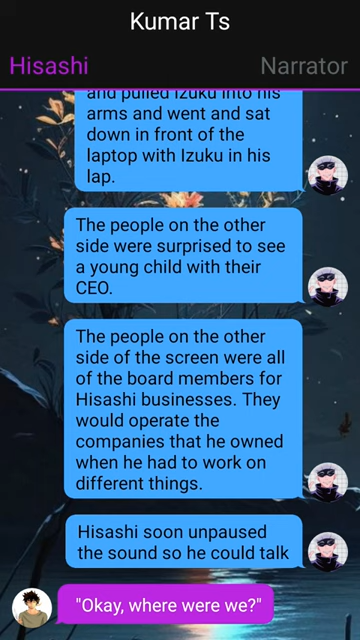 Kumar Ts
Hisashi
Narrator
and pulled Izuku into his
arms and went and sat
down in front of the
laptop with Izuku in his
lap.
The people on the other
side were surprised to see
a young child with their
CEO.
The people on the other
side of the screen were all
of the board members for
Hisashi businesses. They
would operate the
companies that he owned
when he had to work on
different things.
Hisashi soon unpaused
the sound so he could talk
"Okay, where were we?"